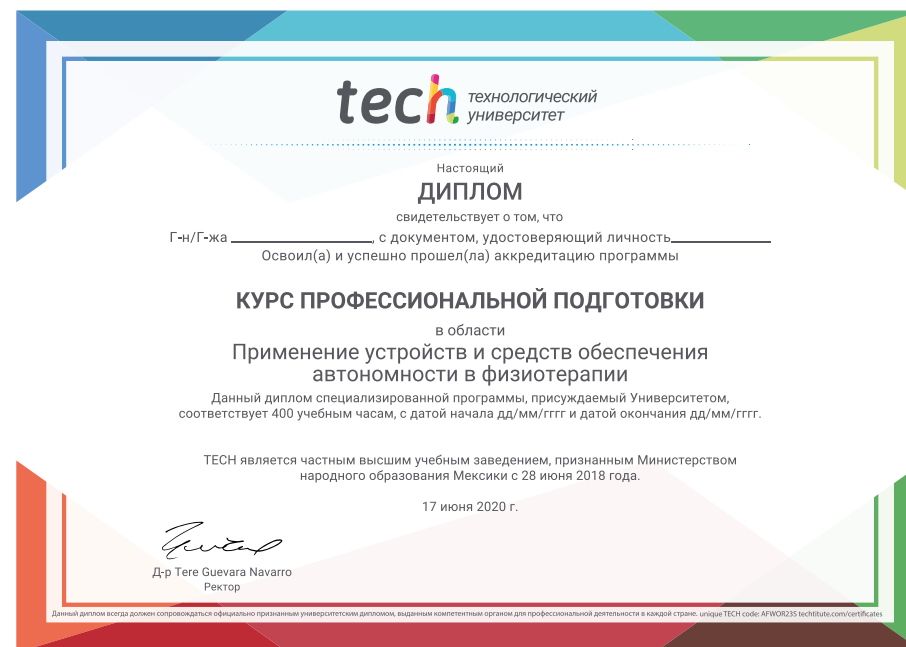 tech технологический
университет
Настоящий
ДИПЛОМ
свидетельствует о том, что
Г-н/Г-жа ________________, с документом, удостоверяющий личность____________
Освоил(а) и успешно прошел(ла) аккредитацию программы
КУРС ПРОФЕССИОНАЛЬНОЙ ПОДГОТОВКИ
в области
Применение устройств и средств обеспечения
автономности в физиотерапии
Данный диплом специализированной программы, присуждаемый Университетом,
соответствует 400 учебным часам, с датой начала дд/мм/гггг и датой окончания дд/мм/гггг.
TECH является частным высшим учебным заведением, признанным Министерством
народного образования Мексики с 28 июня 2018 года.
17 июня 2020 г.
Д-р Tere Guevara Navarro
Ректор
Данный диплом всегда должен сопровождаться официально признанным университетским дипломом, выданным компетентным органом для профессиональной деятельности в каждой стране. unique TECH code: AFWOR23S techtitute.com/certificates